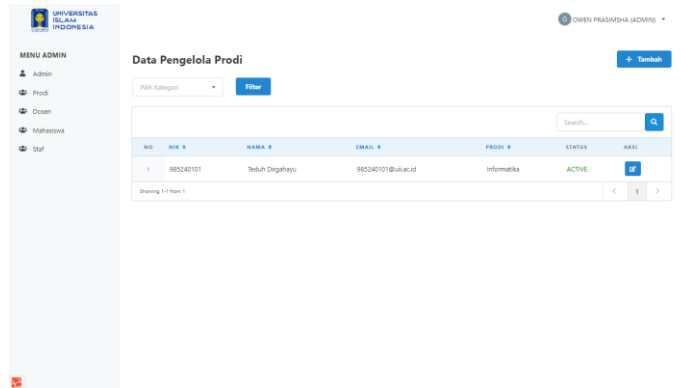 UNIVERSITAS
ISLAM
INDONESIA
O OWEN PRASIMSHA (ADMIN)
MENU ADMIN
Admin
Prodi
Dosen
Mahasiswa
Staf
Data Pengelola Prodi
+ Tambah
Pilih Kategori
Filter
Search...
NO NIK NAMA EMAIL PRODI STATUS AKSI
985240101 Teduh Dirgahayu 985240101@uii.ac.id Informatika ACTIVE
Showing 1-1 from 1
< 1 >